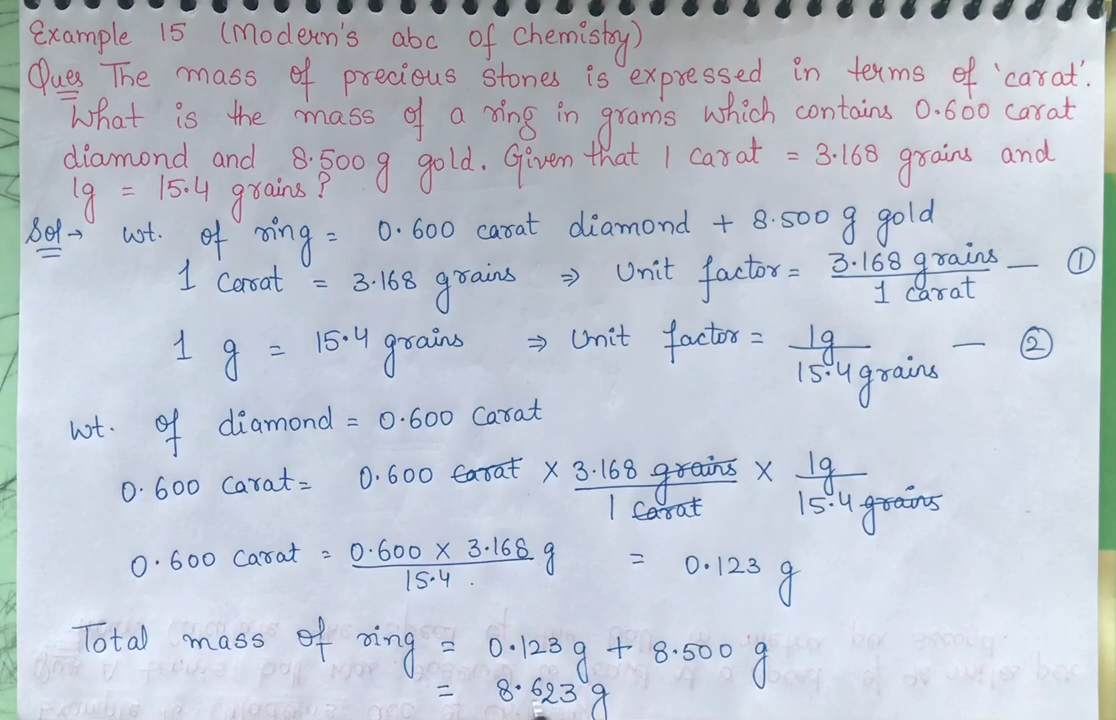 Example 15 (Modern's abc of Chemistry)
Ques The mass of precious stones is expressed in terms of 'carat'.
What is the mass of a ring in grams which contains 0.600 carat
diamond and 8.500 g gold. Given that 1 carat = 3.168 grains and
1g = 15.4 grains?
Sol→ wt. of ring = 0.600 carat diamond + 8.500 g gold
1 Carat = 3.168 grains ⇒ Unit factor = 3.168 grains / 1 carat — ①
1 g = 15.4 grains ⇒ Unit factor = 1g / 15.4 grains — ②
Wt. of diamond = 0.600 Carat
0.600 Carat = 0.600 carat × 3.168 grains / 1 Carat × 1g / 15.4 grains
0.600 Carat = 0.600 × 3.168 / 15.4 g = 0.123 g
Total mass of ring = 0.123 g + 8.500 g
= 8.623 g